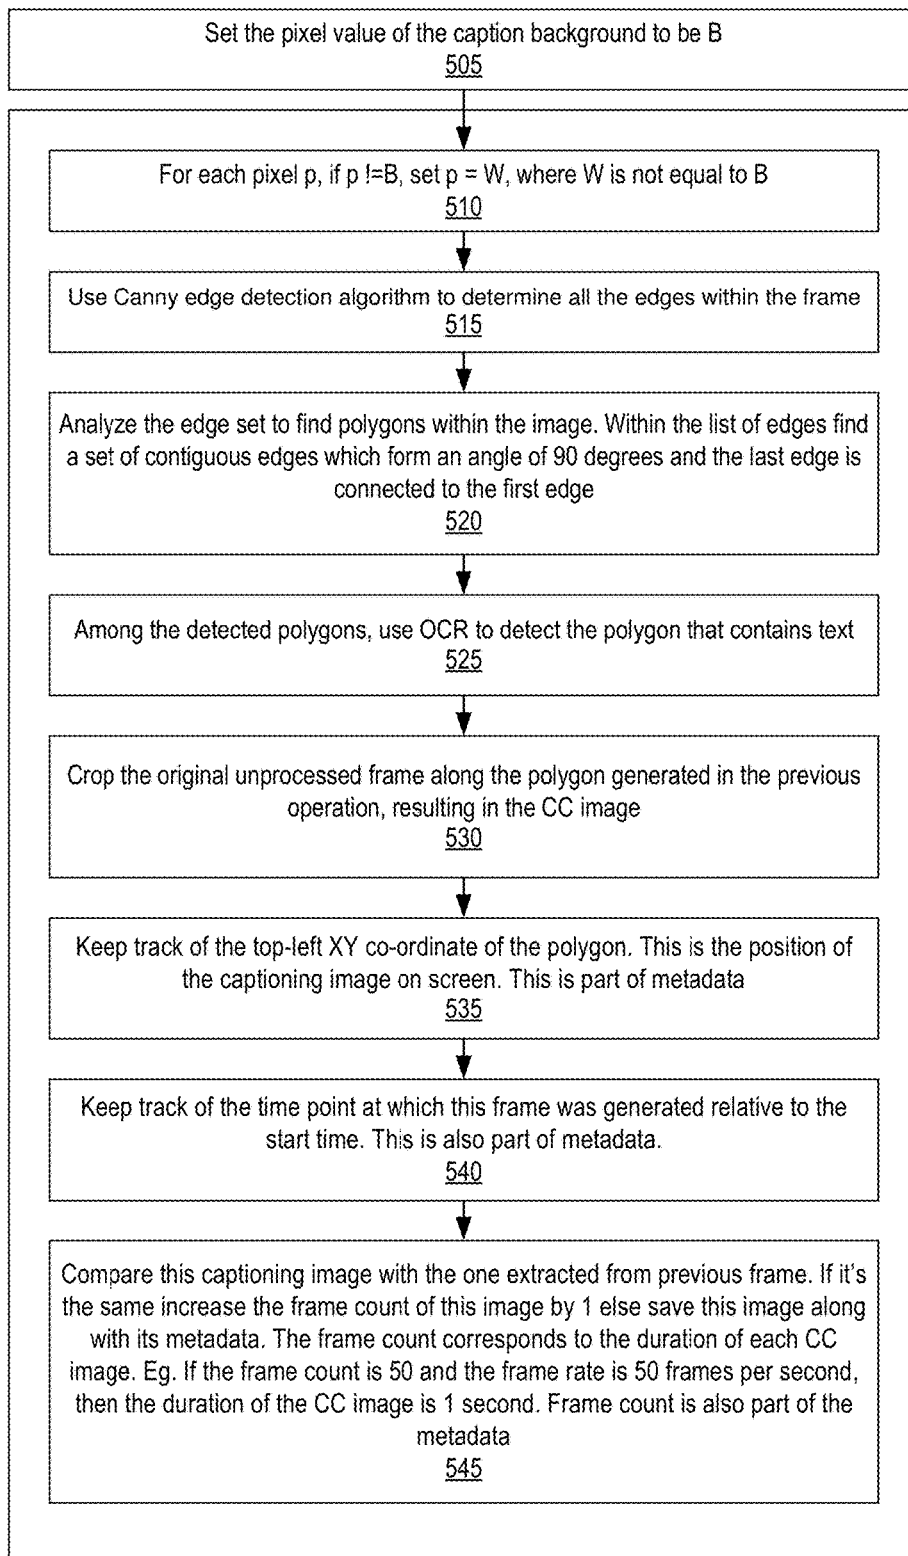 Set the pixel value of the caption background to be B
505
For each pixel p, if p !=B, set p = W, where W is not equal to B
510
Use Canny edge detection algorithm to determine all the edges within the frame
515
Analyze the edge set to find polygons within the image. Within the list of edges find
a set of contiguous edges which form an angle of 90 degrees and the last edge is
connected to the first edge
520
Among the detected polygons, use OCR to detect the polygon that contains text
525
Crop the original unprocessed frame along the polygon generated in the previous
operation, resulting in the CC image
530
Keep track of the top-left XY co-ordinate of the polygon. This is the position of
the captioning image on screen. This is part of metadata
535
Keep track of the time point at which this frame was generated relative to the
start time. This is also part of metadata.
540
Compare this captioning image with the one extracted from previous frame. If it's
the same increase the frame count of this image by 1 else save this image along
with its metadata. The frame count corresponds to the duration of each CC
image. Eg. If the frame count is 50 and the frame rate is 50 frames per second,
then the duration of the CC image is 1 second. Frame count is also part of the
metadata
545